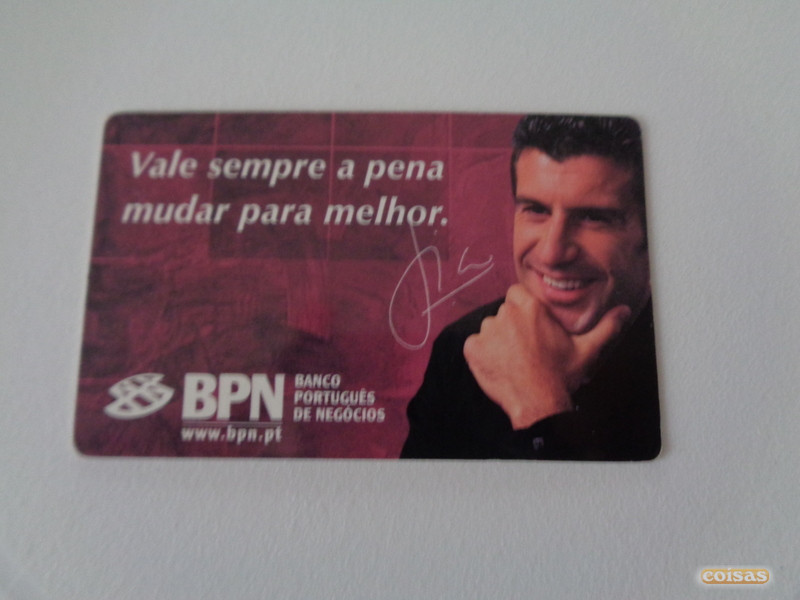 Vale sempre a pena
mudar para melhor.
BPN
BANCO
PORTUGUÊS
DE NEGÓCIOS
www.bpn.pt
coisas